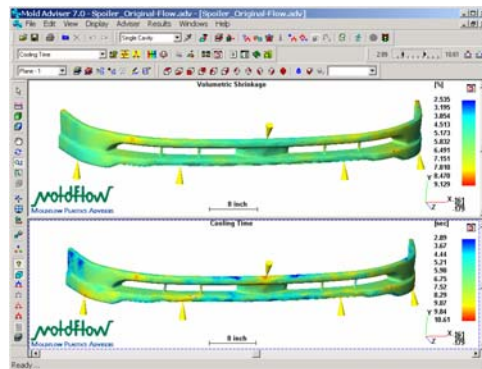 Mold Adviser 7.0 - Spoiler_Original-Flow.adv - [Spoiler_Original-Flow.adv]
File Edit View Display Adviser Results Windows Help
Single Cavity
Cooling Time
2.89
10.61
Plane - 1
Volumetric Shrinkage
[%]
2.535
3.195
3.854
4.513
5.173
5.832
6.491
7.151
7.810
8.470
9.129
moldflow
MOLDFLOW PLASTICS ADVISERS
8 inch
Y
X
Z
Cooling Time
[sec]
2.89
3.67
4.44
5.21
5.98
6.75
7.52
8.29
9.07
9.84
10.61
moldflow
MOLDFLOW PLASTICS ADVISERS
8 inch
Y
X
Z
Ready ...